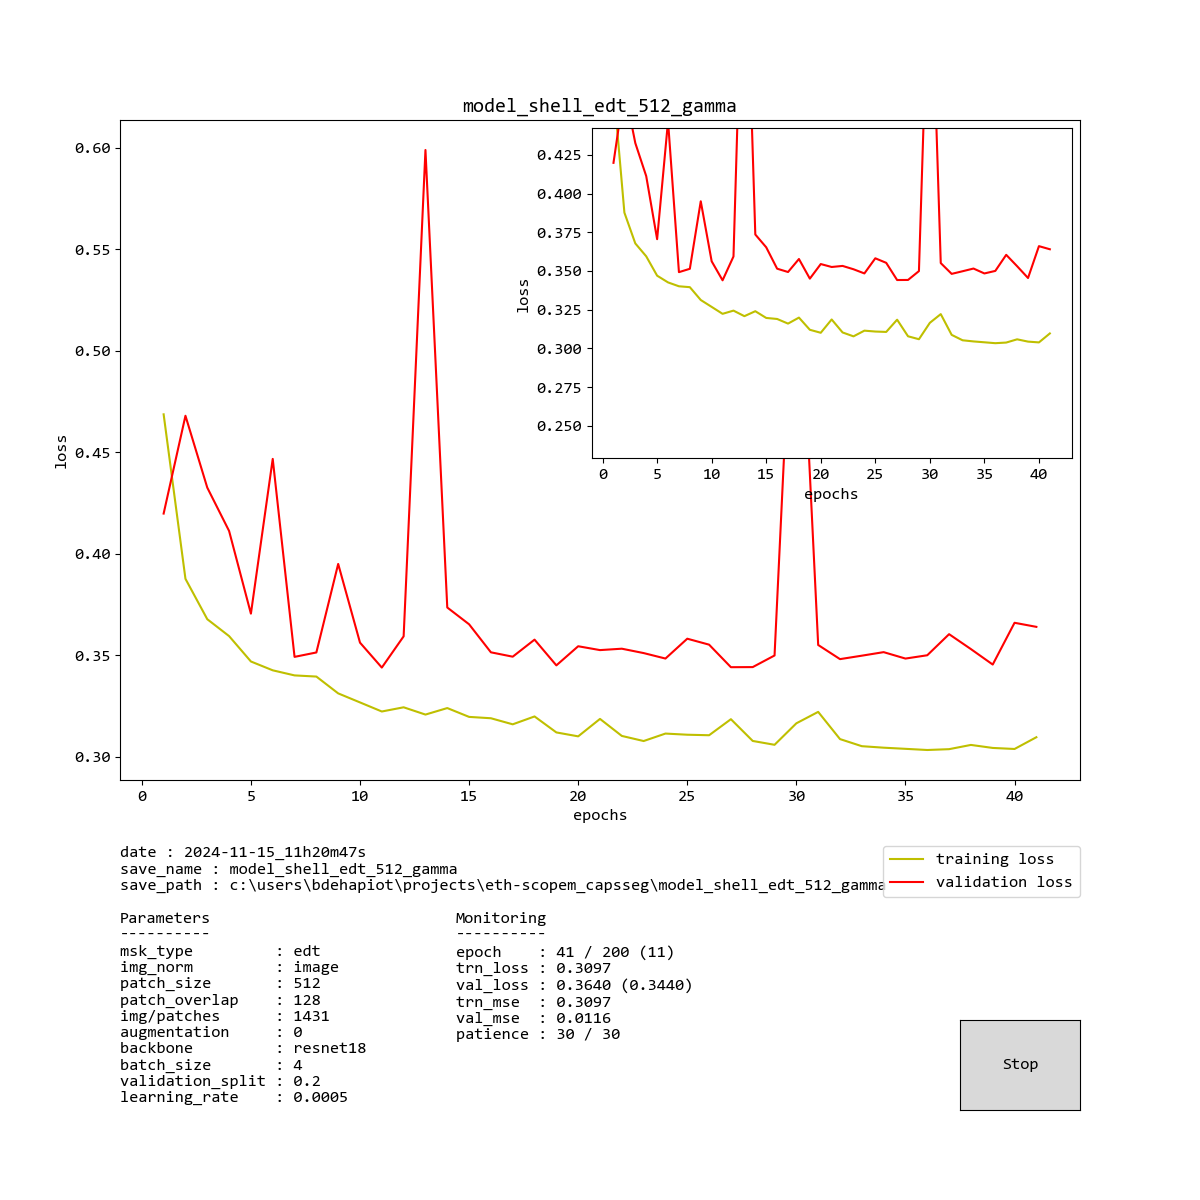 model_shell_edt_512_gamma
0.60
0.55
0.50
0.45
0.40
0.35
0.30
loss
0 5 10 15 20 25 30 35 40
epochs
0.425
0.400
0.375
0.350
0.325
0.300
0.275
0.250
loss
0 5 10 15 20 25 30 35 40
epochs
date : 2024-11-15_11h20m47s
save_name : model_shell_edt_512_gamma
save_path : c:\users\bdehapiot\projects\eth-scopem_capsseg\model_shell_edt_512_gamma
training loss
validation loss
Parameters
----------
msk_type         : edt
img_norm         : image
patch_size       : 512
patch_overlap    : 128
img/patches      : 1431
augmentation     : 0
backbone         : resnet18
batch_size       : 4
validation_split : 0.2
learning_rate    : 0.0005
Monitoring
----------
epoch    : 41 / 200 (11)
trn_loss : 0.3097
val_loss : 0.3640 (0.3440)
trn_mse  : 0.3097
val_mse  : 0.0116
patience : 30 / 30
Stop